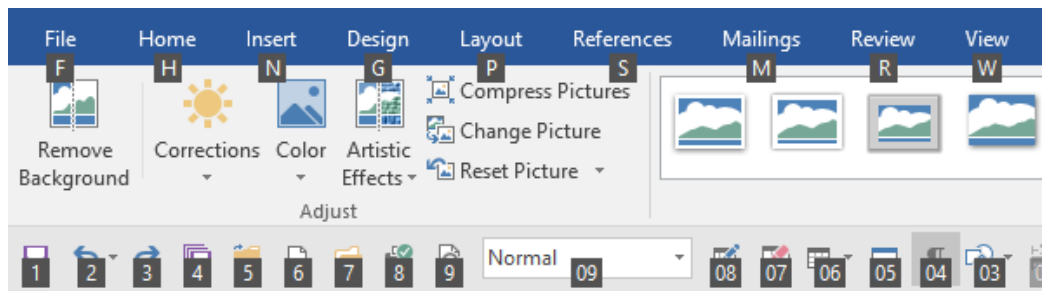 File Home Insert Design Layout References Mailings Review View
F H N G P S M R W
Compress Pictures
Change Picture
Remove Background
Corrections Color
Artistic Effects
Reset Picture
Adjust
Normal
1 2 3 4 5 6 7 8 9 09 08 07 06 05 04 03